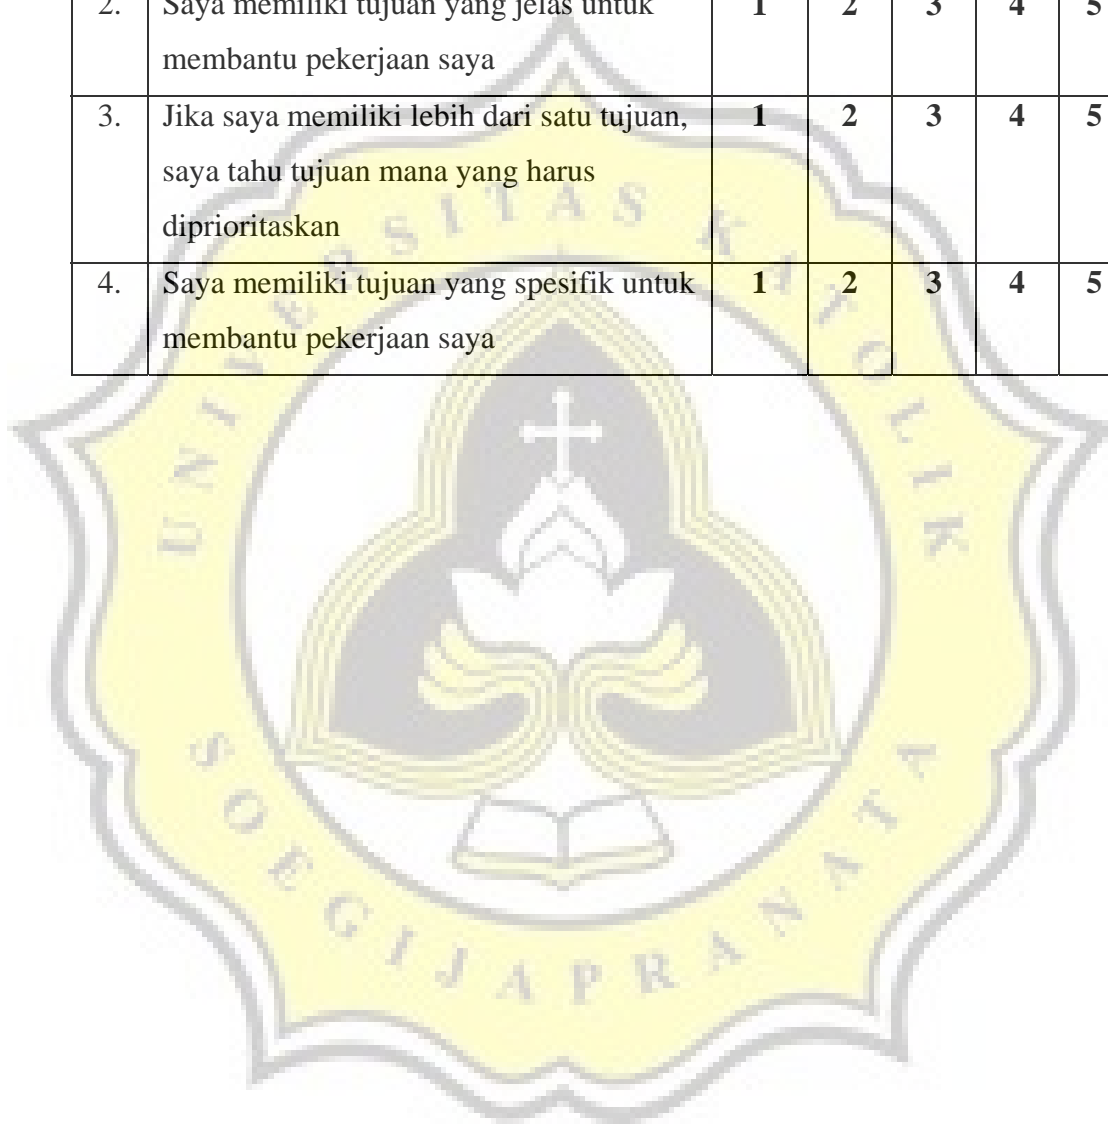 2. Saya memiliki tujuan yang jelas untuk 1 2 3 4 5
membantu pekerjaan saya
3. Jika saya memiliki lebih dari satu tujuan, 1 2 3 4 5
saya tahu tujuan mana yang harus
diprioritaskan
4. Saya memiliki tujuan yang spesifik untuk 1 2 3 4 5
membantu pekerjaan saya
UNIVERSITAS KATOLIK
SOEGIJAPRANATA